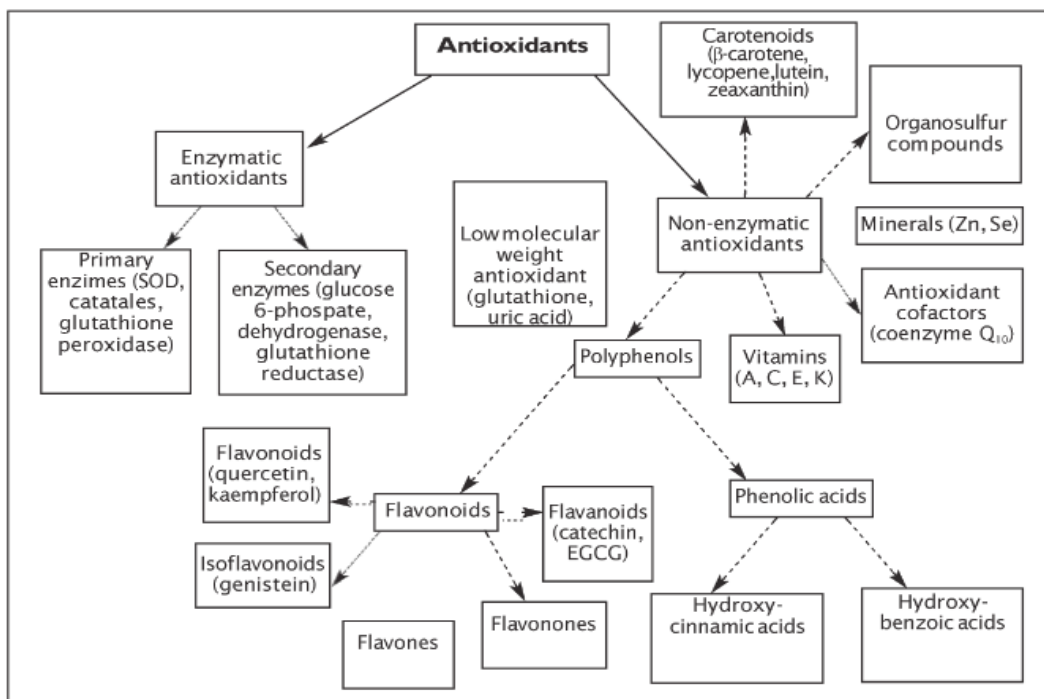 Antioxidants
Carotenoids
(β-carotene,
lycopene,lutein,
zeaxanthin)
Organosulfur
compounds
Enzymatic
antioxidants
Low molecular
weight
antioxidant
(glutathione,
uric acid)
Non-enzymatic
antioxidants
Minerals (Zn, Se)
Primary
enzimes (SOD,
catatales,
glutathione
peroxidase)
Secondary
enzymes (glucose
6-phospate,
dehydrogenase,
glutathione
reductase)
Antioxidant
cofactors
(coenzyme Q₁₀)
Polyphenols
Vitamins
(A, C, E, K)
Flavonoids
(quercetin,
kaempferol)
Flavonoids
Flavanoids
(catechin,
EGCG)
Phenolic acids
Isoflavonoids
(genistein)
Flavones
Flavonones
Hydroxy-
cinnamic acids
Hydroxy-
benzoic acids